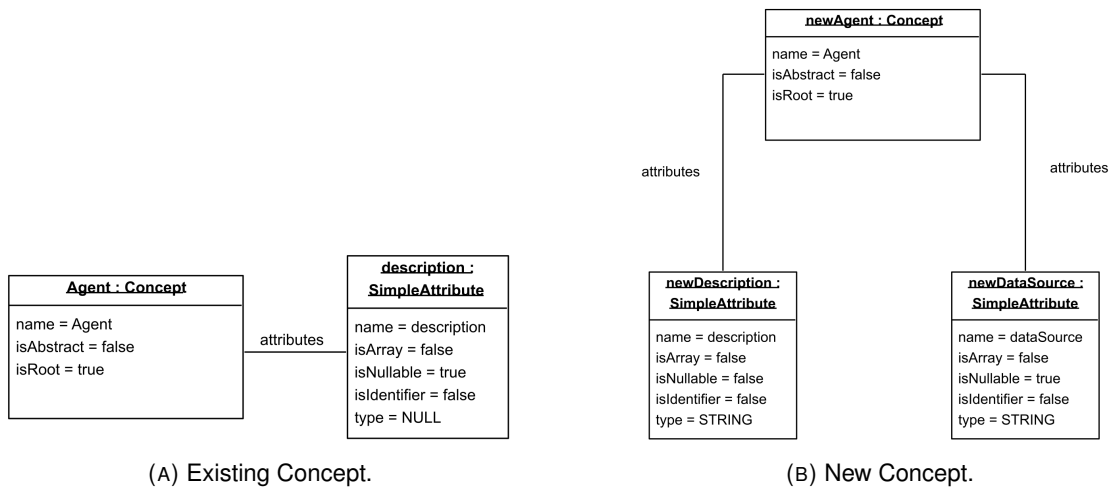 Agent : Concept
name = Agent
isAbstract = false
isRoot = true
attributes
description :
SimpleAttribute
name = description
isArray = false
isNullable = true
isIdentifier = false
type = NULL
(A) Existing Concept.
newAgent : Concept
name = Agent
isAbstract = false
isRoot = true
attributes
attributes
newDescription :
SimpleAttribute
name = description
isArray = false
isNullable = false
isIdentifier = false
type = STRING
newDataSource :
SimpleAttribute
name = dataSource
isArray = false
isNullable = true
isIdentifier = false
type = STRING
(B) New Concept.